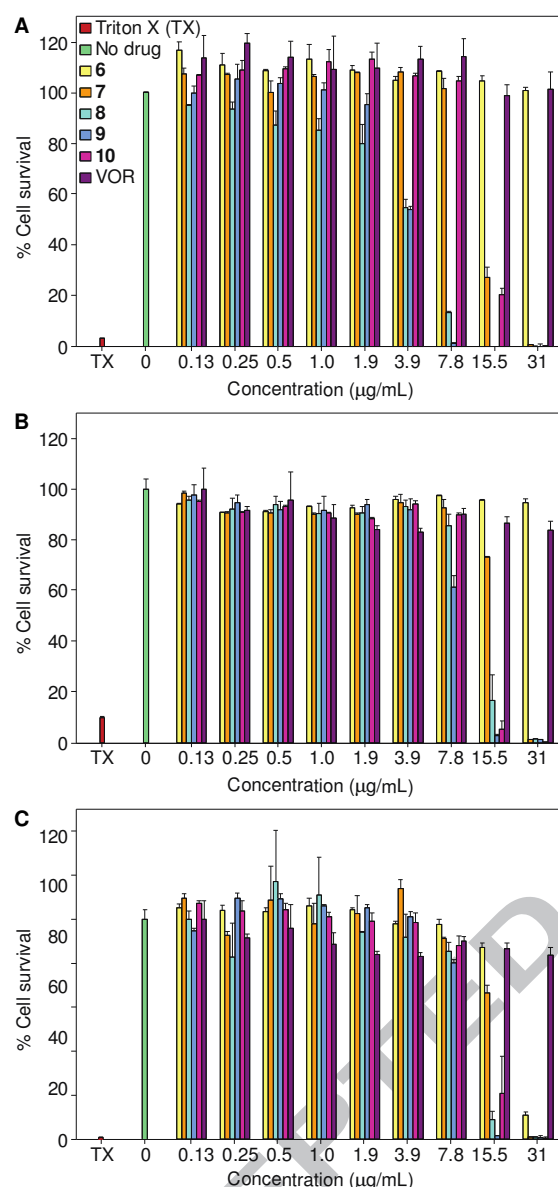 A
Triton X (TX)
No drug
6
7
8
9
10
VOR
120
100
80
60
40
20
0
% Cell survival
TX 0 0.13 0.25 0.5 1.0 1.9 3.9 7.8 15.5 31
Concentration (µg/mL)
B
120
100
80
60
40
20
0
% Cell survival
TX 0 0.13 0.25 0.5 1.0 1.9 3.9 7.8 15.5 31
Concentration (µg/mL)
C
120
100
80
60
40
20
0
% Cell survival
TX 0 0.13 0.25 0.5 1.0 1.9 3.9 7.8 15.5 31
Concentration (µg/mL)
EPTED